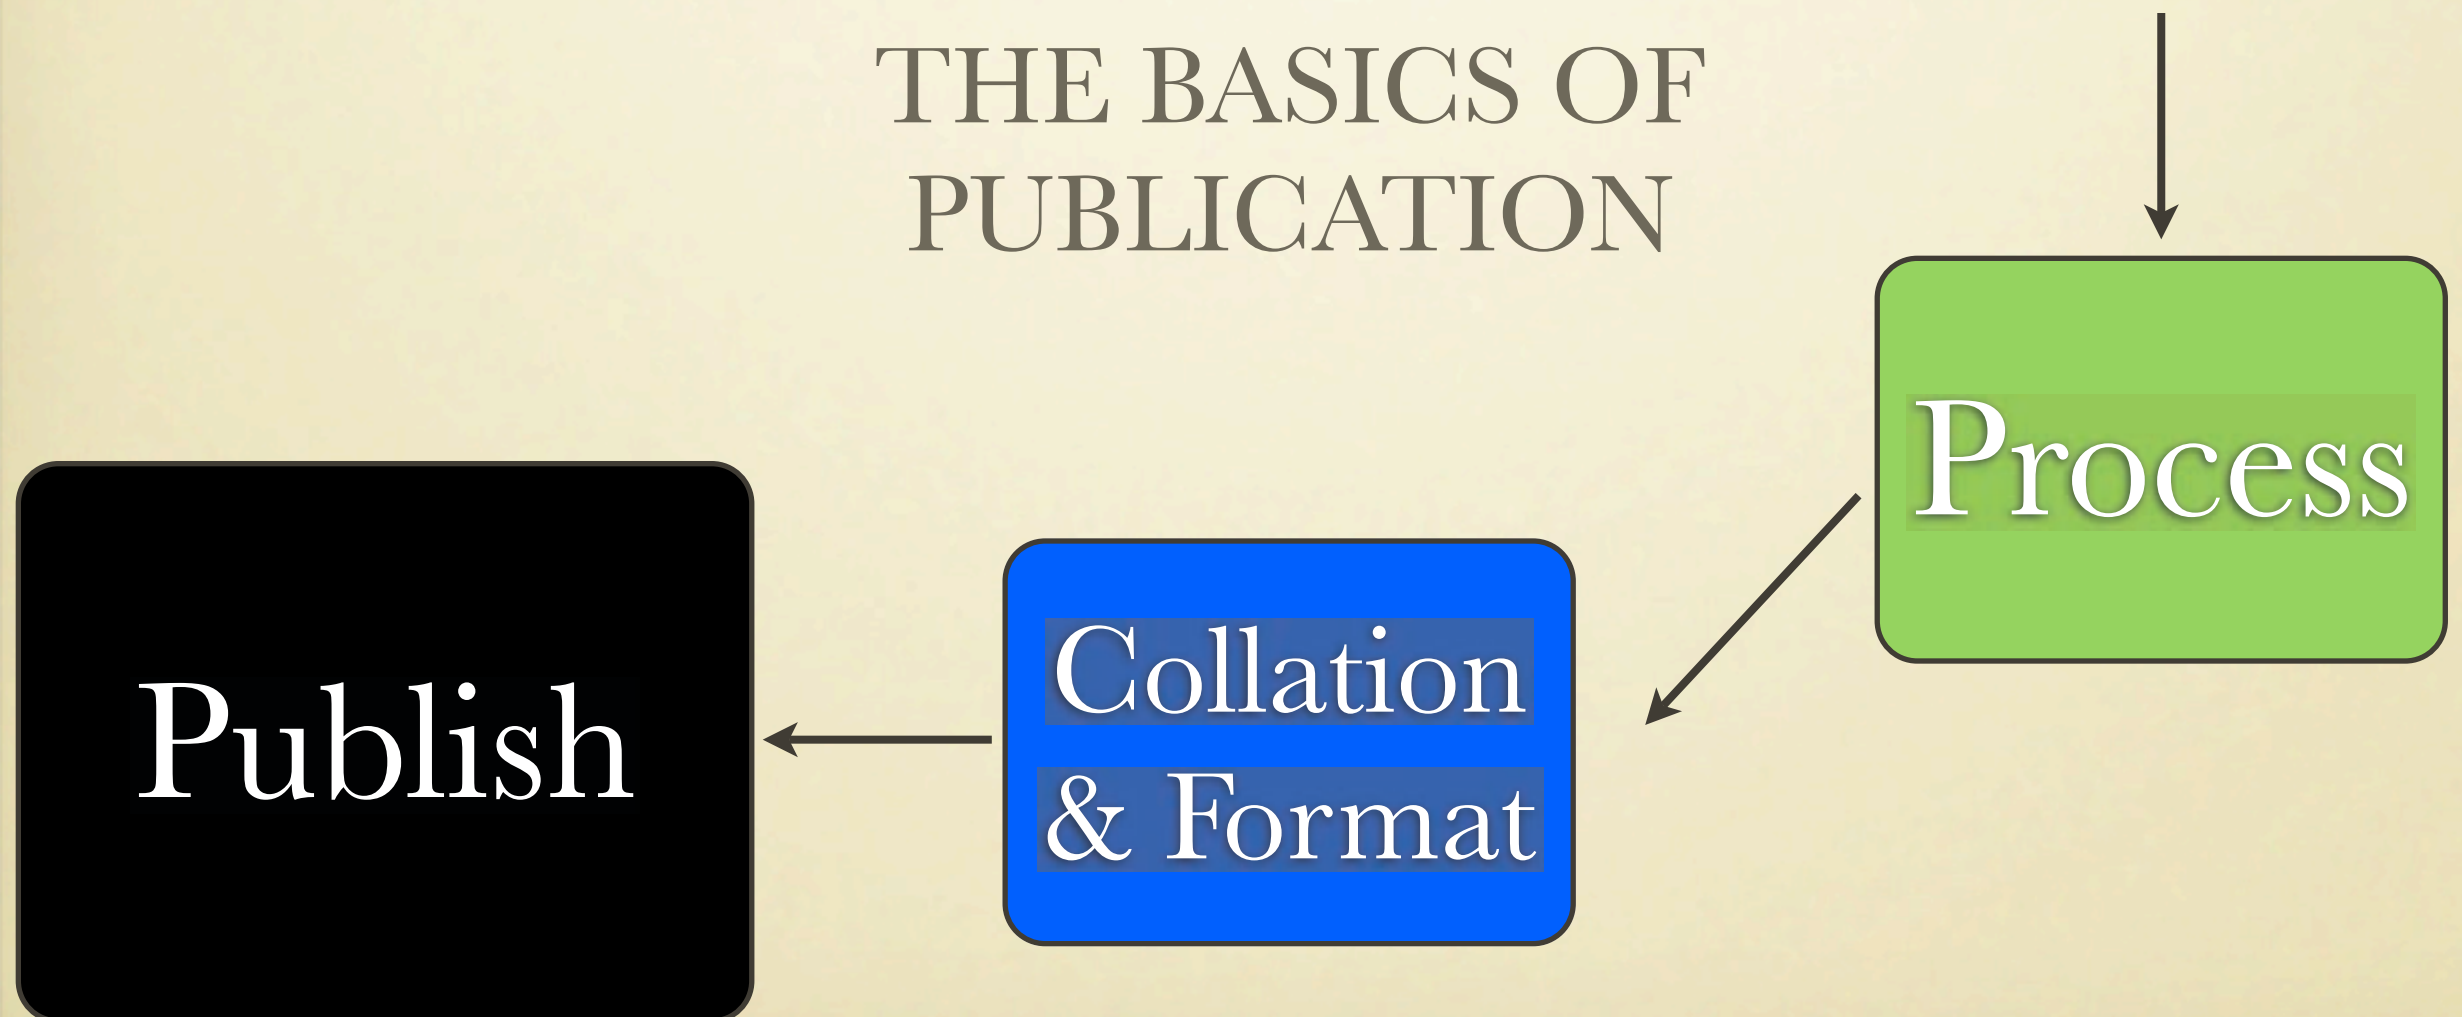 THE BASICS OF
PUBLICATION
Process
Collation
& Format
Publish